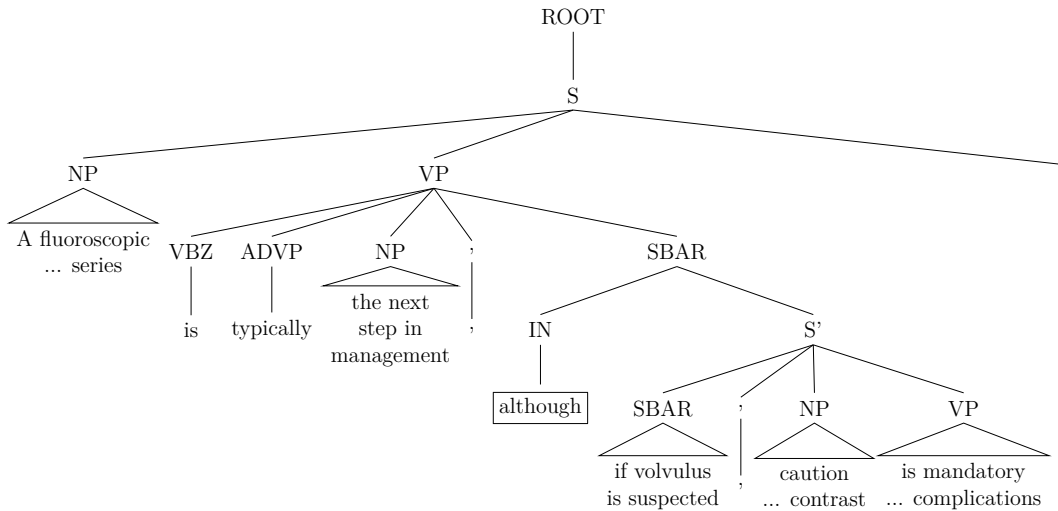 ROOT
S
NP
VP
A fluoroscopic
... series
VBZ
ADVP
NP
,
SBAR
is
typically
the next
step in
management
,
IN
S'
although
SBAR
,
NP
VP
if volvulus
is suspected
,
caution
... contrast
is mandatory
... complications